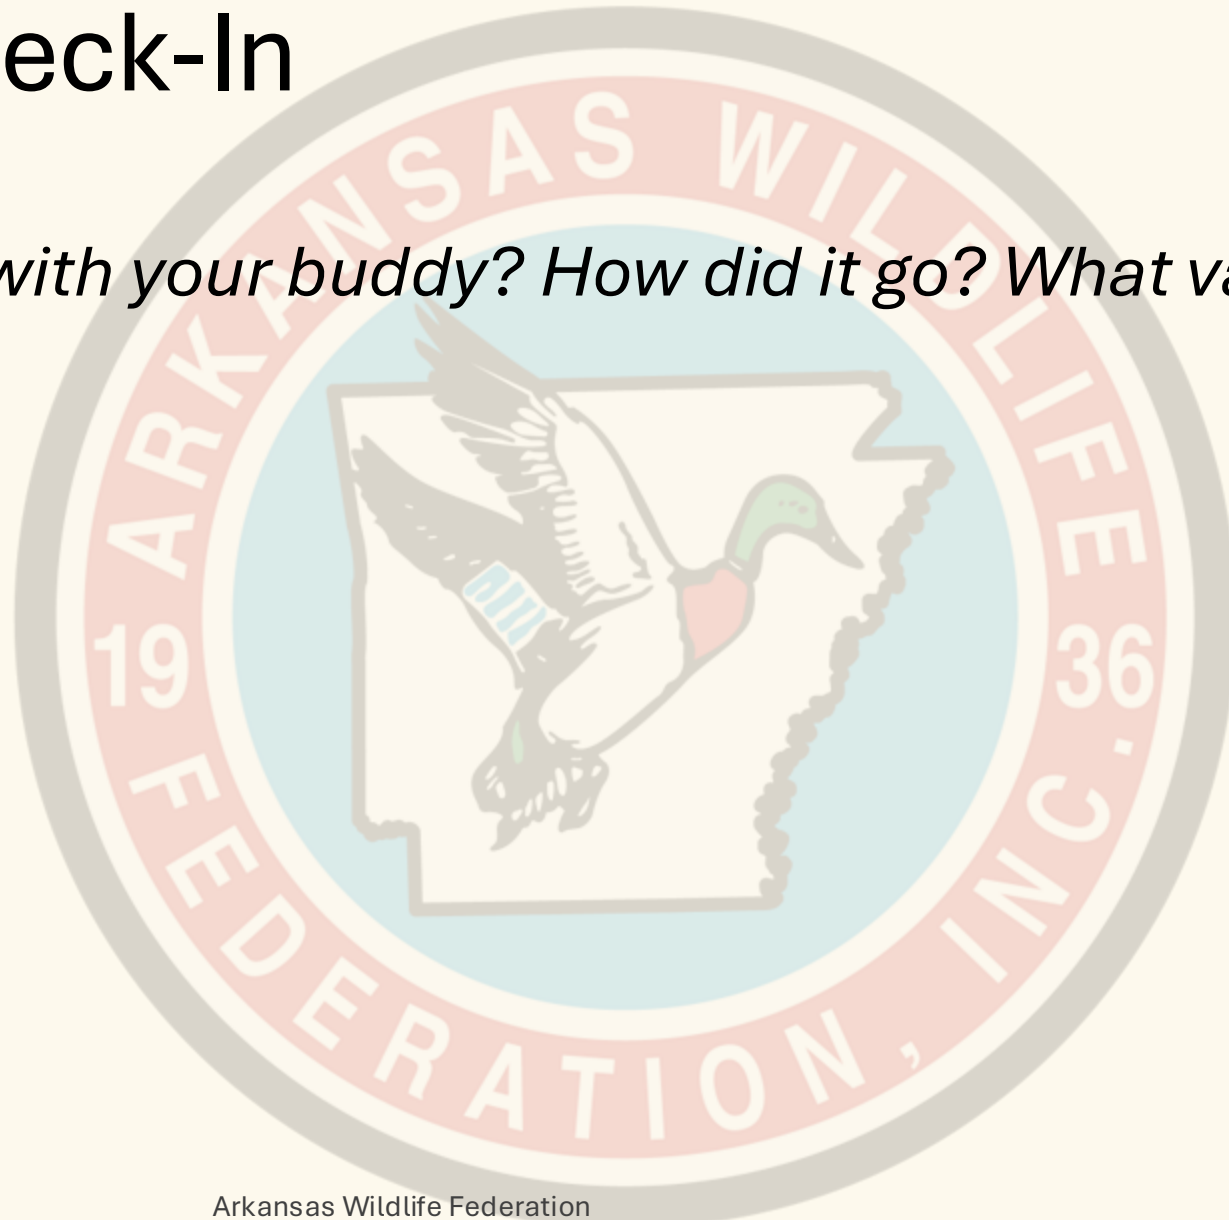 eck-In
with your buddy? How did it go? What va
ARKANSAS WILDLIFE
19 36
FEDERATION, INC.
Arkansas Wildlife Federation